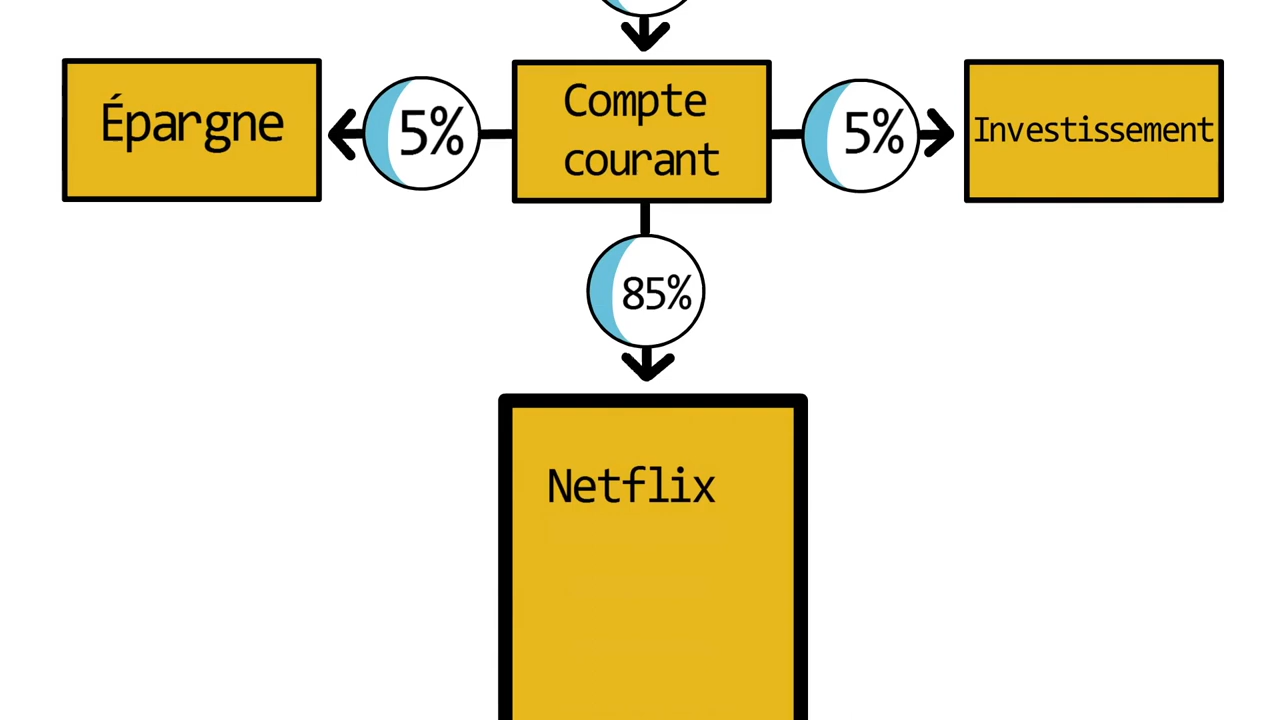 Épargne
5%
Compte
courant
5%
Investissement
85%
Netflix